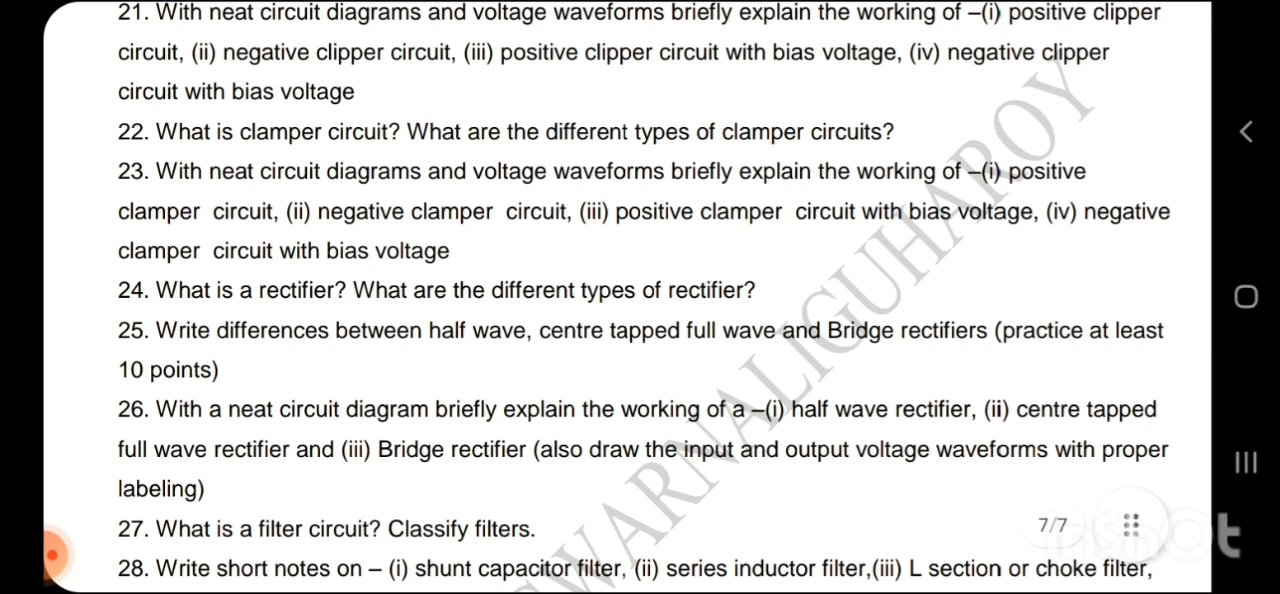 21. With neat circuit diagrams and voltage waveforms briefly explain the working of –(i) positive clipper
circuit, (ii) negative clipper circuit, (iii) positive clipper circuit with bias voltage, (iv) negative clipper
circuit with bias voltage
22. What is clamper circuit? What are the different types of clamper circuits?
23. With neat circuit diagrams and voltage waveforms briefly explain the working of –(i) positive
clamper circuit, (ii) negative clamper circuit, (iii) positive clamper circuit with bias voltage, (iv) negative
clamper circuit with bias voltage
24. What is a rectifier? What are the different types of rectifier?
25. Write differences between half wave, centre tapped full wave and Bridge rectifiers (practice at least
10 points)
26. With a neat circuit diagram briefly explain the working of a –(i) half wave rectifier, (ii) centre tapped
full wave rectifier and (iii) Bridge rectifier (also draw the input and output voltage waveforms with proper
labeling)
27. What is a filter circuit? Classify filters.
7/7
28. Write short notes on – (i) shunt capacitor filter, (ii) series inductor filter,(iii) L section or choke filter,
SWARNALIGUHAROY